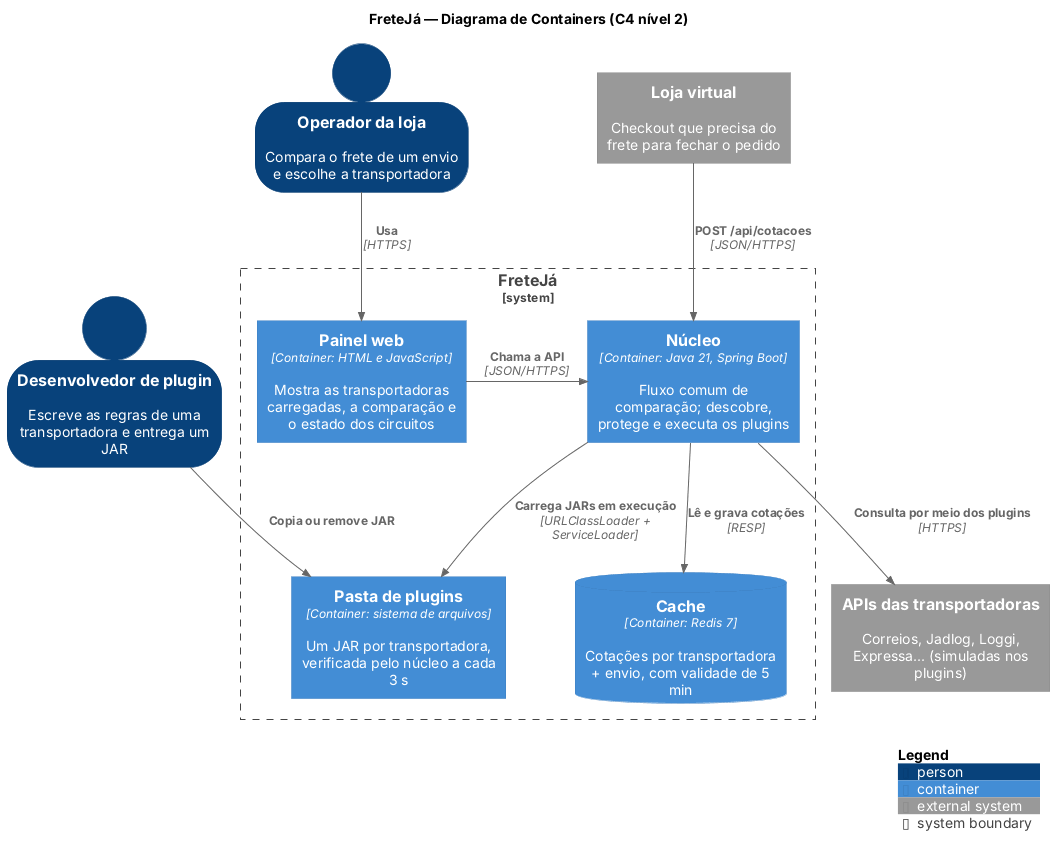 FreteJá — Diagrama de Containers (C4 nível 2)
Operador da loja
Compara o frete de um envio
e escolhe a transportadora
Loja virtual
Checkout que precisa do
frete para fechar o pedido
Usa
[HTTPS]
POST /api/cotacoes
[JSON/HTTPS]
FreteJá
[system]
Desenvolvedor de plugin
Escreve as regras de uma
transportadora e entrega um
JAR
Painel web
[Container: HTML e JavaScript]
Mostra as transportadoras
carregadas, a comparação e
o estado dos circuitos
Chama a API
[JSON/HTTPS]
Núcleo
[Container: Java 21, Spring Boot]
Fluxo comum de
comparação; descobre,
protege e executa os plugins
Copia ou remove JAR
Carrega JARs em execução
[URLClassLoader +
ServiceLoader]
Lê e grava cotações
[RESP]
Consulta por meio dos plugins
[HTTPS]
Pasta de plugins
[Container: sistema de arquivos]
Um JAR por transportadora,
verificada pelo núcleo a cada
3 s
Cache
[Container: Redis 7]
Cotações por transportadora
+ envio, com validade de 5
min
APIs das transportadoras
Correios, Jadlog, Loggi,
Expressa... (simuladas nos
plugins)
Legend
person
container
external system
system boundary